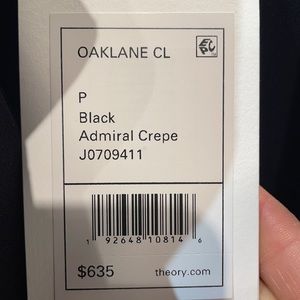 OAKLANE CL
P
Black
Admiral Crepe
J0709411
1 92648 10814 6
$635 theory.com